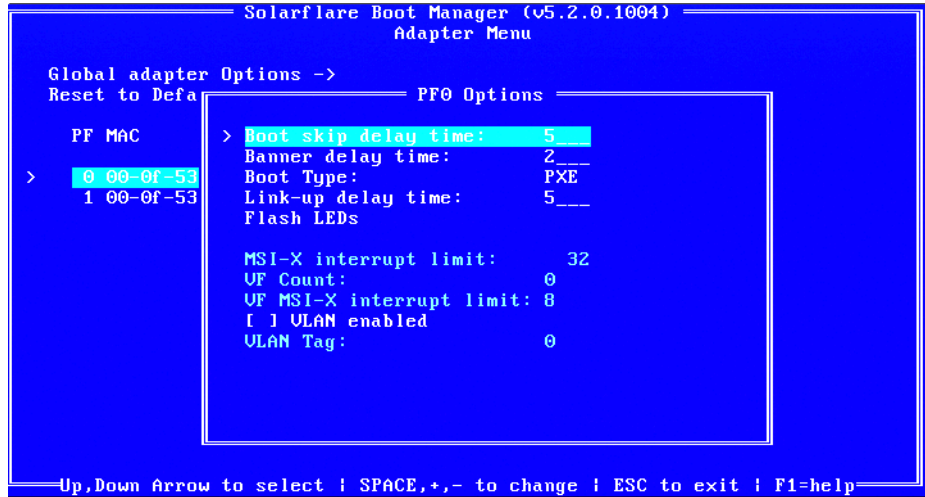 Solarflare Boot Manager (v5.2.0.1004)
Adapter Menu
Global adapter Options ->
Reset to Defa
PF0 Options
PF MAC
> Boot skip delay time: 5___
Banner delay time: 2___
> 0 00-0f-53
Boot Type: PXE
1 00-0f-53
Link-up delay time: 5___
Flash LEDs
MSI-X interrupt limit: 32
VF Count: 0
VF MSI-X interrupt limit: 8
[ ] VLAN enabled
VLAN Tag: 0
Up,Down Arrow to select | SPACE,+,- to change | ESC to exit | F1=help